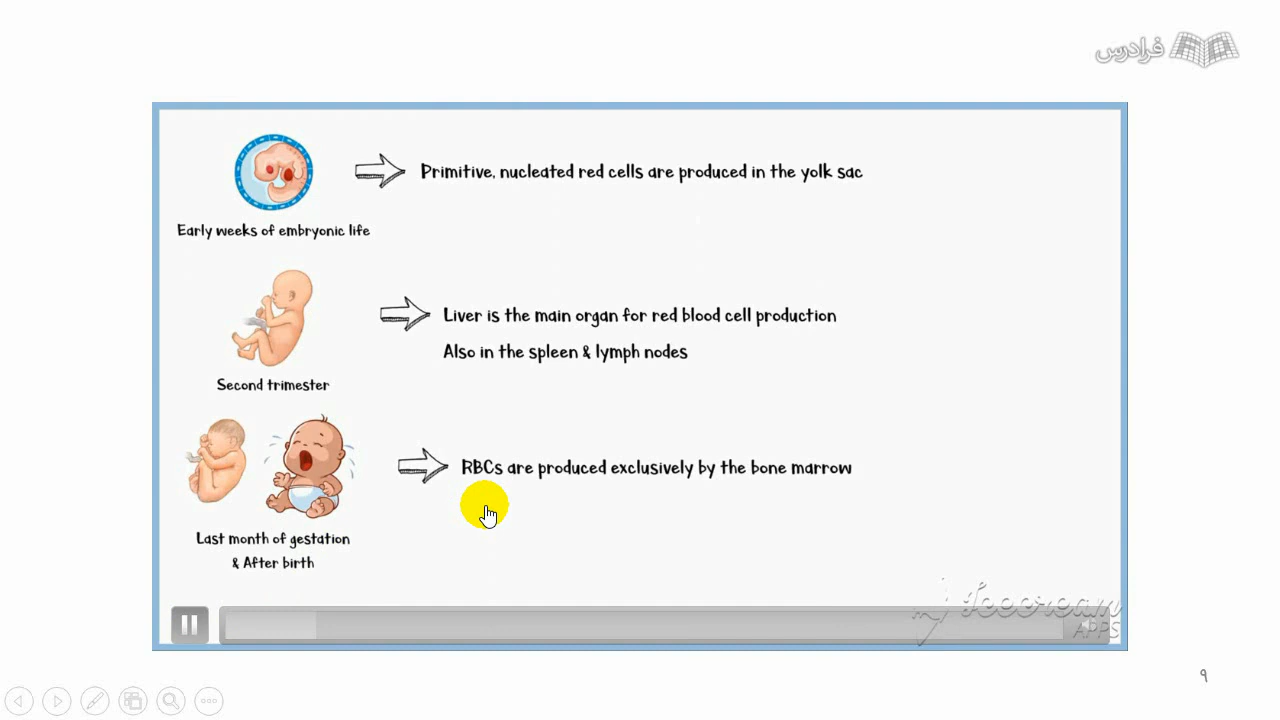 فرادرس
Primitive, nucleated red cells are produced in the yolk sac
Early weeks of embryonic life
Liver is the main organ for red blood cell production
Also in the spleen & lymph nodes
Second trimester
RBCs are produced exclusively by the bone marrow
Last month of gestation
& After birth
APPS
۹